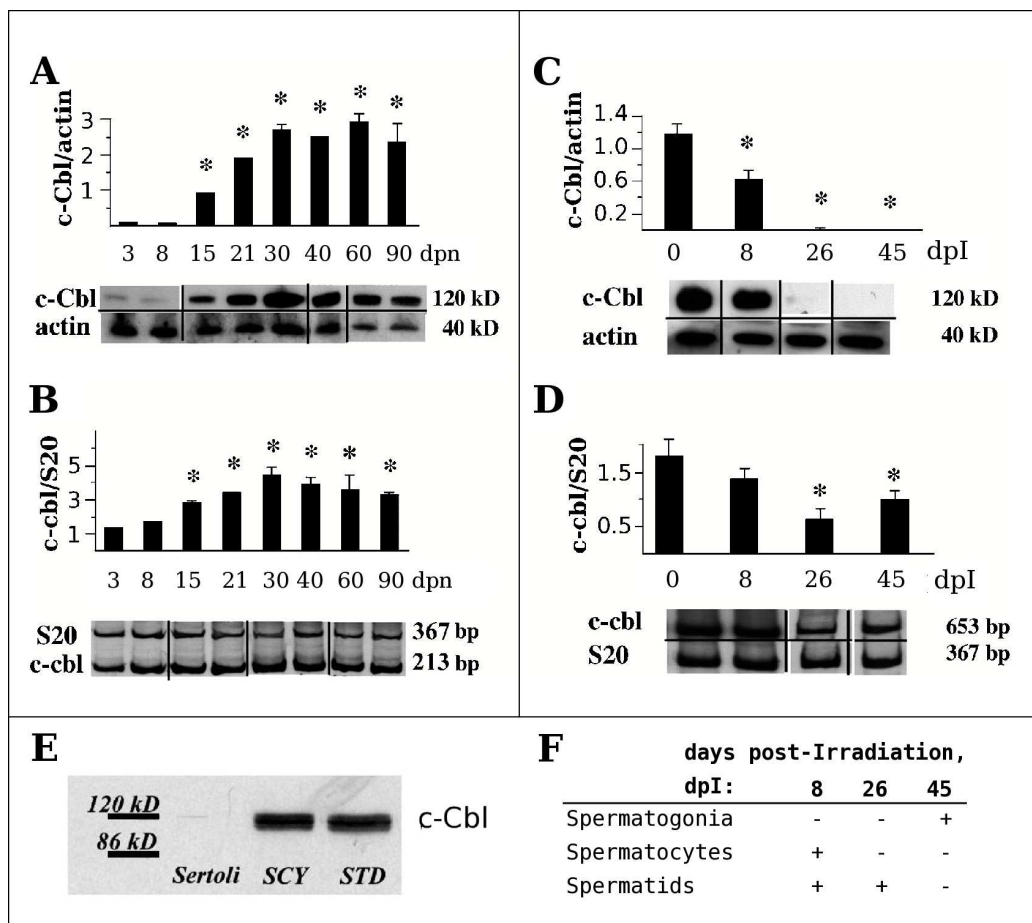 A
c-Cbl/actin
3
2
1
* * * * * *
3 8 15 21 30 40 60 90 dpn
c-Cbl 120 kD
actin 40 kD
B
c-cbl/S20
5
3
1
* * * * * *
3 8 15 21 30 40 60 90 dpn
S20 367 bp
c-cbl 213 bp
C
c-Cbl/actin
1.4
1.0
0.6
0.2
* * *
0 8 26 45 dpI
c-Cbl 120 kD
actin 40 kD
D
c-cbl/S20
1.5
0.5
* *
0 8 26 45 dpI
c-cbl 653 bp
S20 367 bp
E
120 kD
86 kD
c-Cbl
Sertoli SCY STD
F
days post-Irradiation,
dpI: 8 26 45
Spermatogonia - - +
Spermatocytes + - -
Spermatids + + -